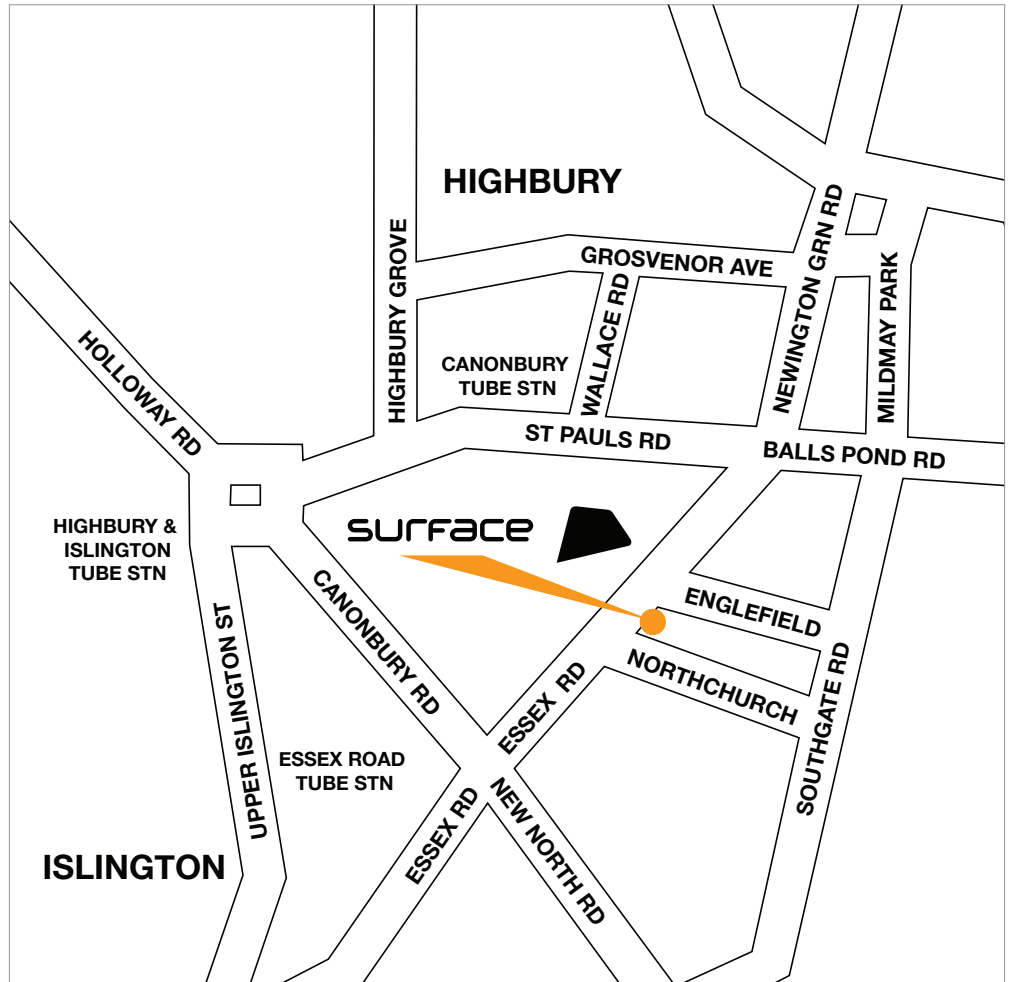 HIGHBURY
NEWINGTON GRN RD
GROSVENOR AVE
HIGHBURY GROVE
WALLACE RD
MILDMAY PARK
HOLLOWAY RD
CANONBURY
TUBE STN
ST PAULS RD
BALLS POND RD
surface
HIGHBURY &
ISLINGTON
TUBE STN
CANONBURY RD
ENGLEFIELD
NORTHCHURCH
UPPER ISLINGTON ST
ESSEX RD
SOUTHGATE RD
ESSEX ROAD
TUBE STN
ESSEX RD
NEW NORTH RD
ISLINGTON